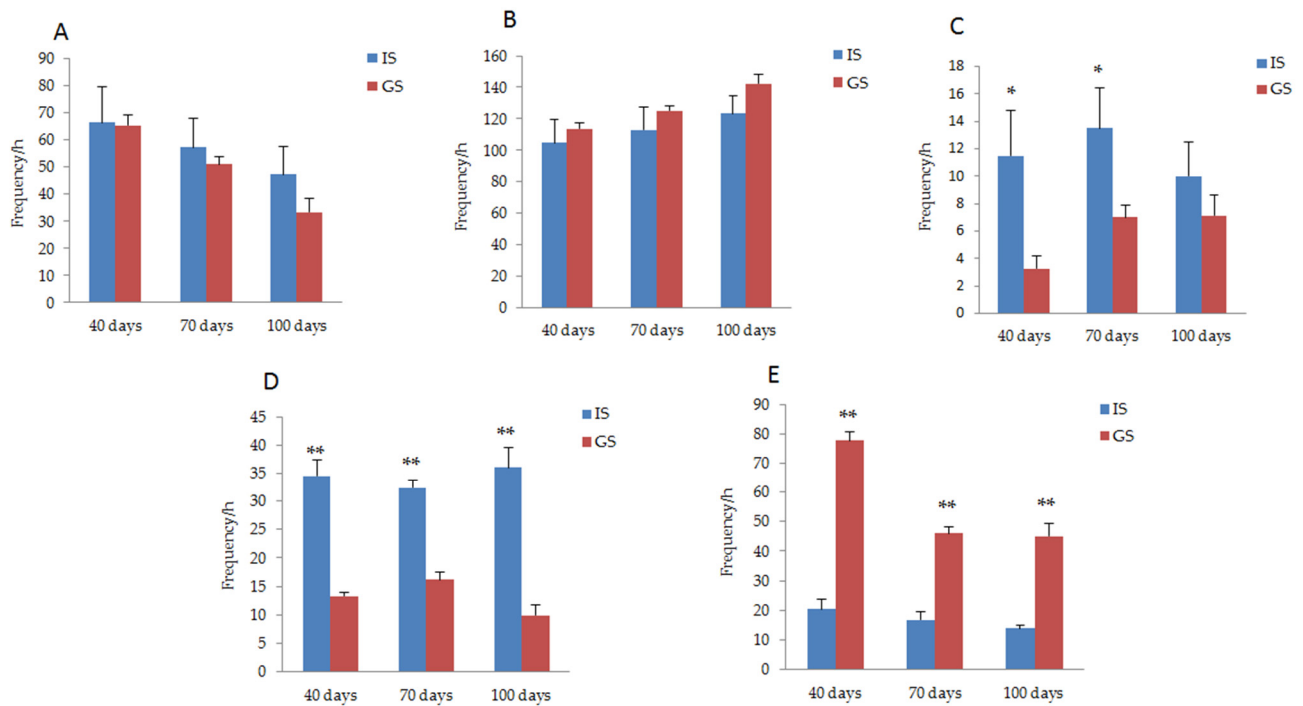 A
90
80
70
60
50
40
30
20
10
0
Frequency/h
40 days 70 days 100 days
IS
GS
B
160
140
120
100
80
60
40
20
0
Frequency/h
40 days 70 days 100 days
IS
GS
C
18
16
14
12
10
8
6
4
2
0
Frequency/h
* *
40 days 70 days 100 days
IS
GS
D
45
40
35
30
25
20
15
10
5
0
Frequency/h
** ** **
40 days 70 days 100 days
IS
GS
E
90
80
70
60
50
40
30
20
10
0
Frequency/h
** ** **
40 days 70 days 100 days
IS
GS